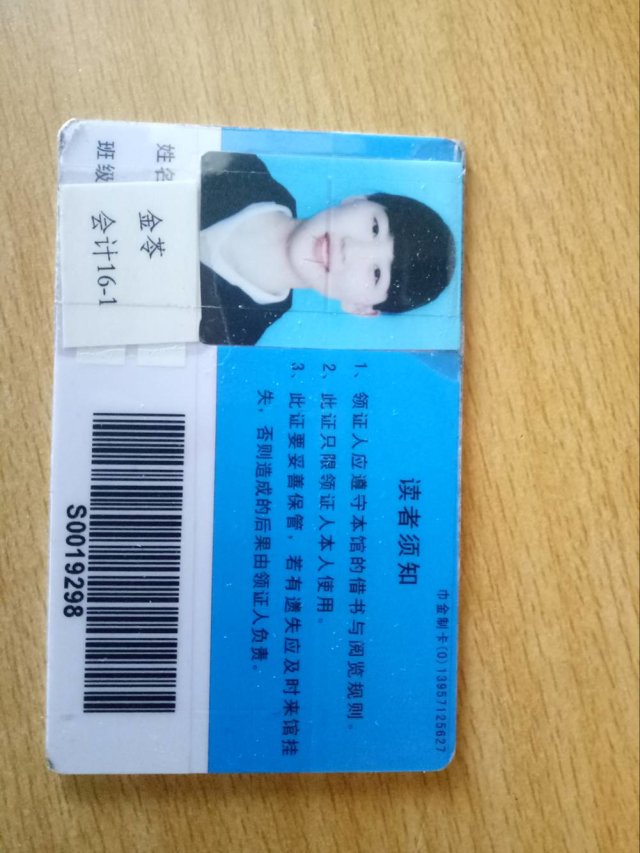 姓名
金苓
班级
会计16-1
S0019298
读者须知
1、领证人应遵守本馆的借书与阅览规则。
2、此证只限领证人本人使用。
3、此证要妥善保管，若有遗失应及时来馆挂
失，否则造成的后果由领证人负责。
巾金制卡(0)13957125627